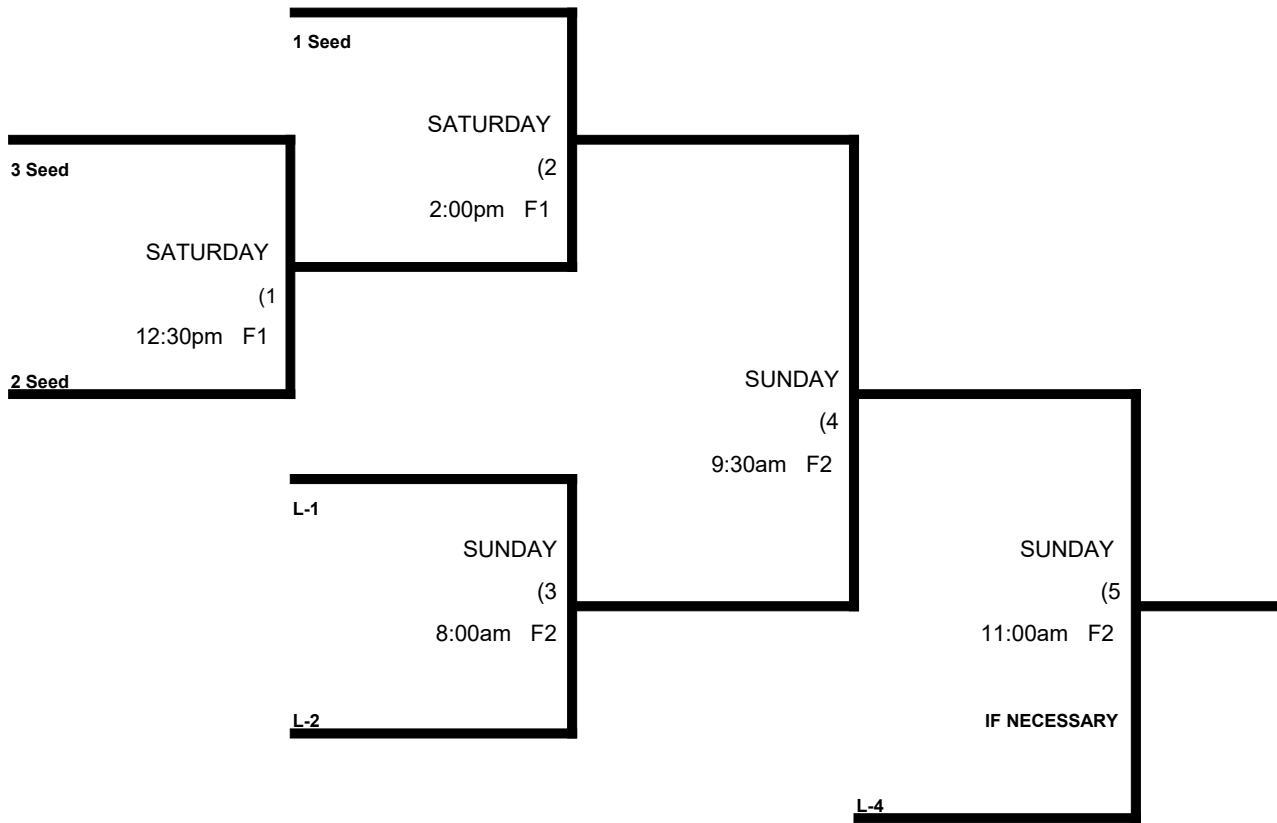 1 Seed
SATURDAY
3 Seed
(2
2:00pm F1
SATURDAY
(1
12:30pm F1
2 Seed
SUNDAY
(4
9:30am F2
L-1
SUNDAY
SUNDAY
(3
(5
8:00am F2
11:00am F2
L-2
IF NECESSARY
L-4